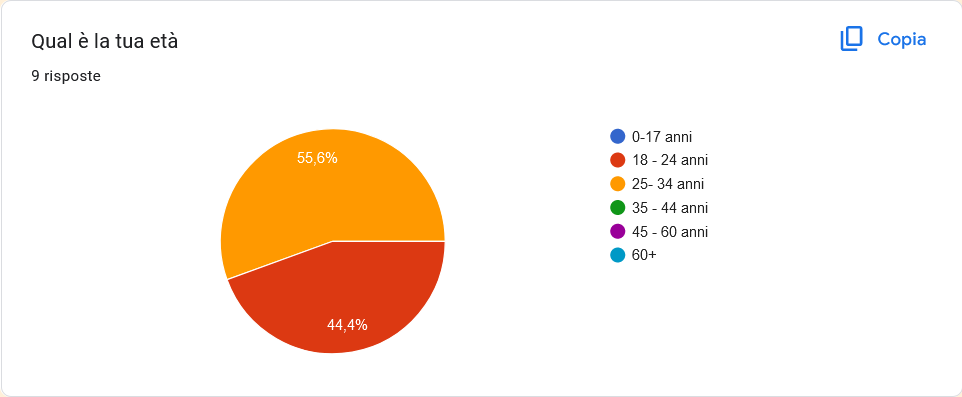 Qual è la tua età
Copia
9 risposte
55,6%
44,4%
0-17 anni
18 - 24 anni
25- 34 anni
35 - 44 anni
45 - 60 anni
60+